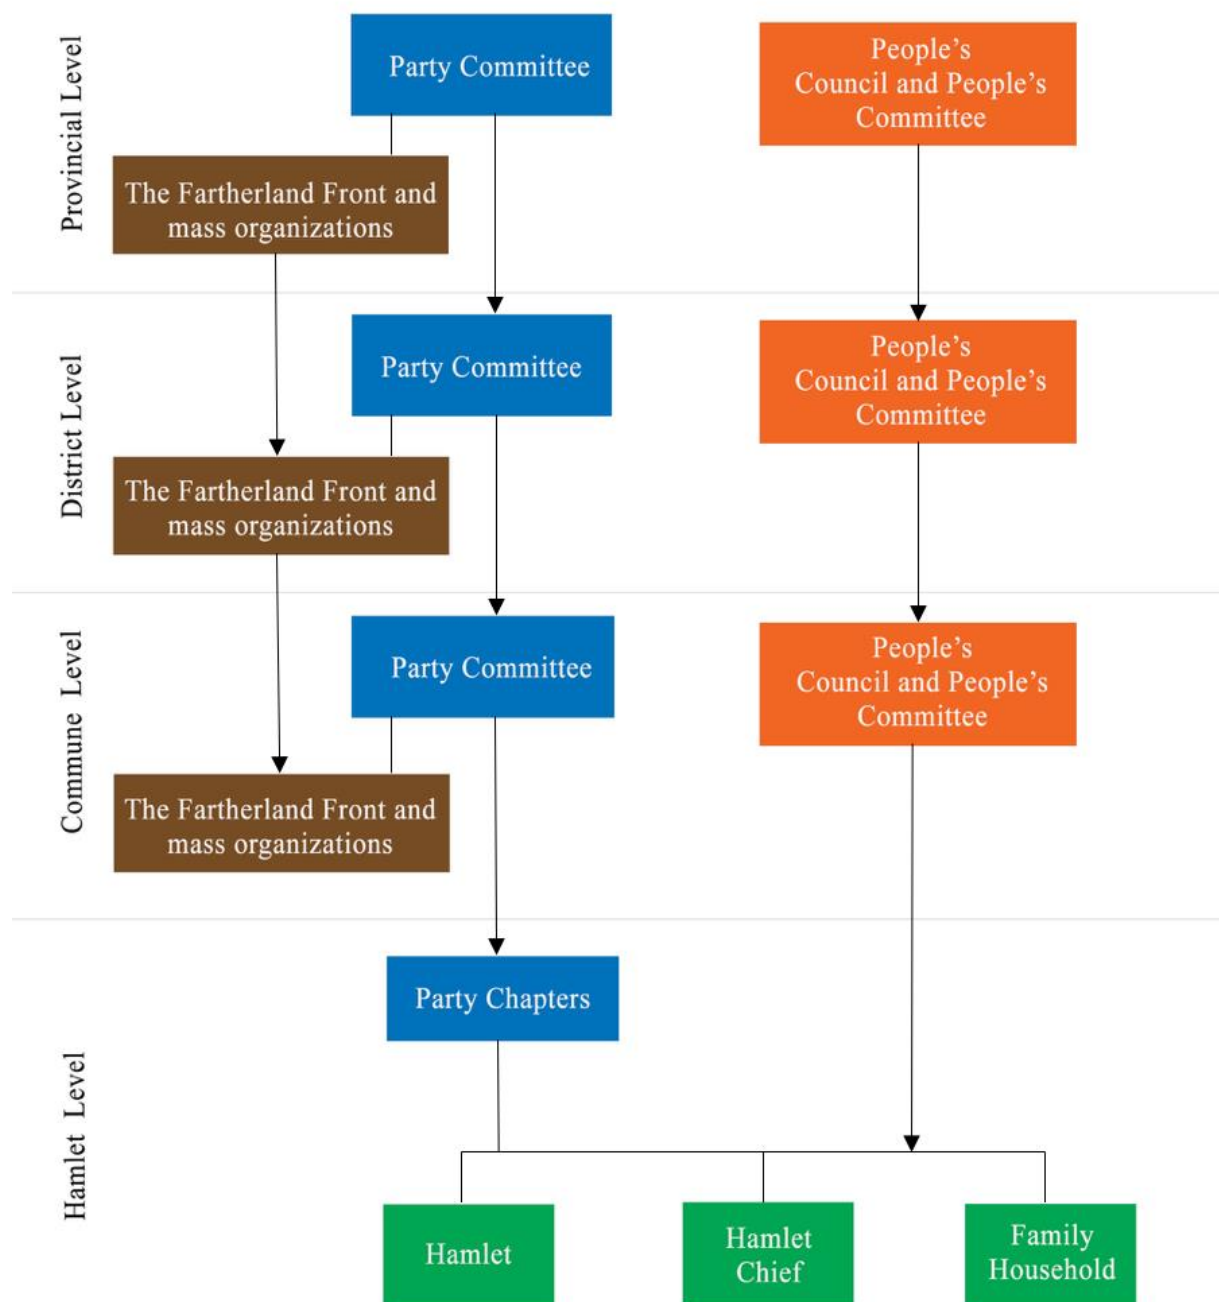 Provincial Level
Party Committee
People’s
Council and People’s
Committee
The Fartherland Front and
mass organizations
District Level
Party Committee
People’s
Council and People’s
Committee
The Fartherland Front and
mass organizations
Commune Level
Party Committee
People’s
Council and People’s
Committee
The Fartherland Front and
mass organizations
Hamlet Level
Party Chapters
Hamlet
Hamlet
Chief
Family
Household